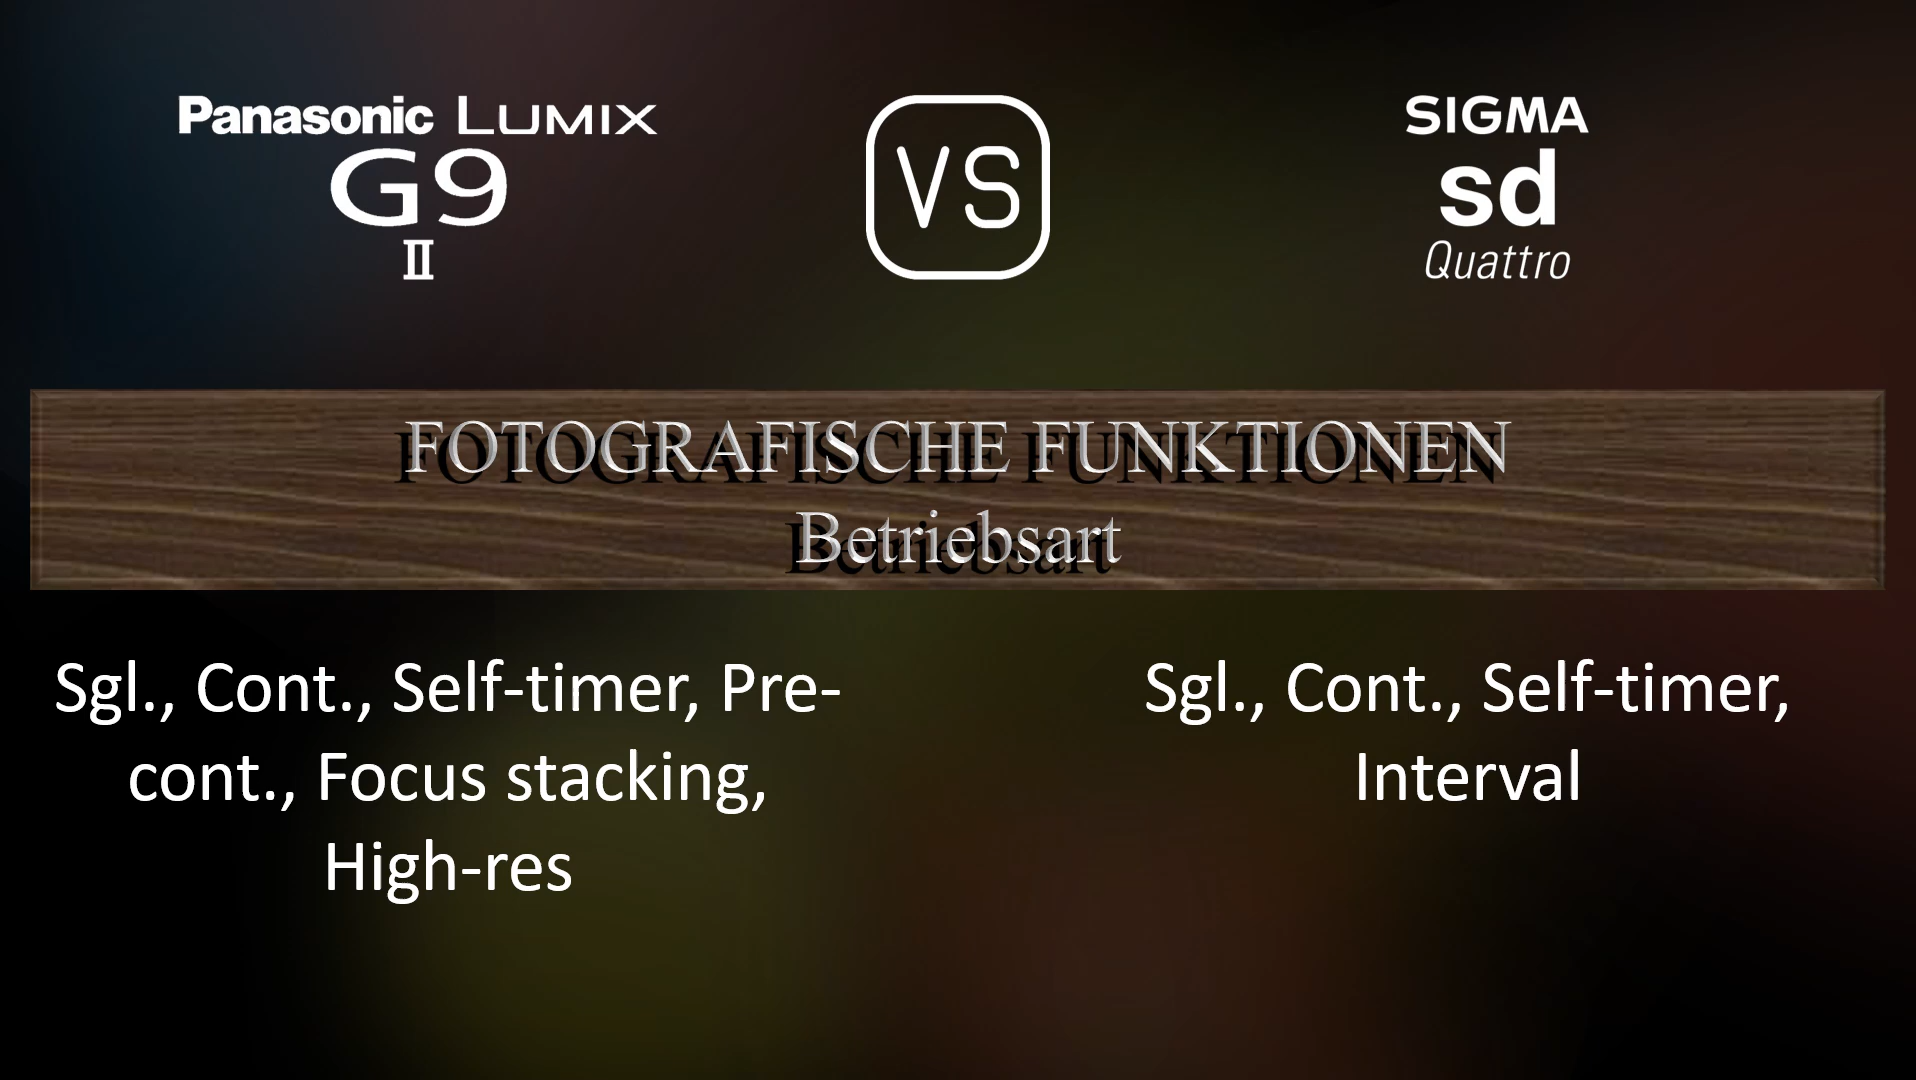 Panasonic LUMIX
G9
II
VS
SIGMA
sd
Quattro
FOTOGRAFISCHE FUNKTIONEN
Betriebsart
Sgl., Cont., Self-timer, Pre-
cont., Focus stacking,
High-res
Sgl., Cont., Self-timer,
Interval